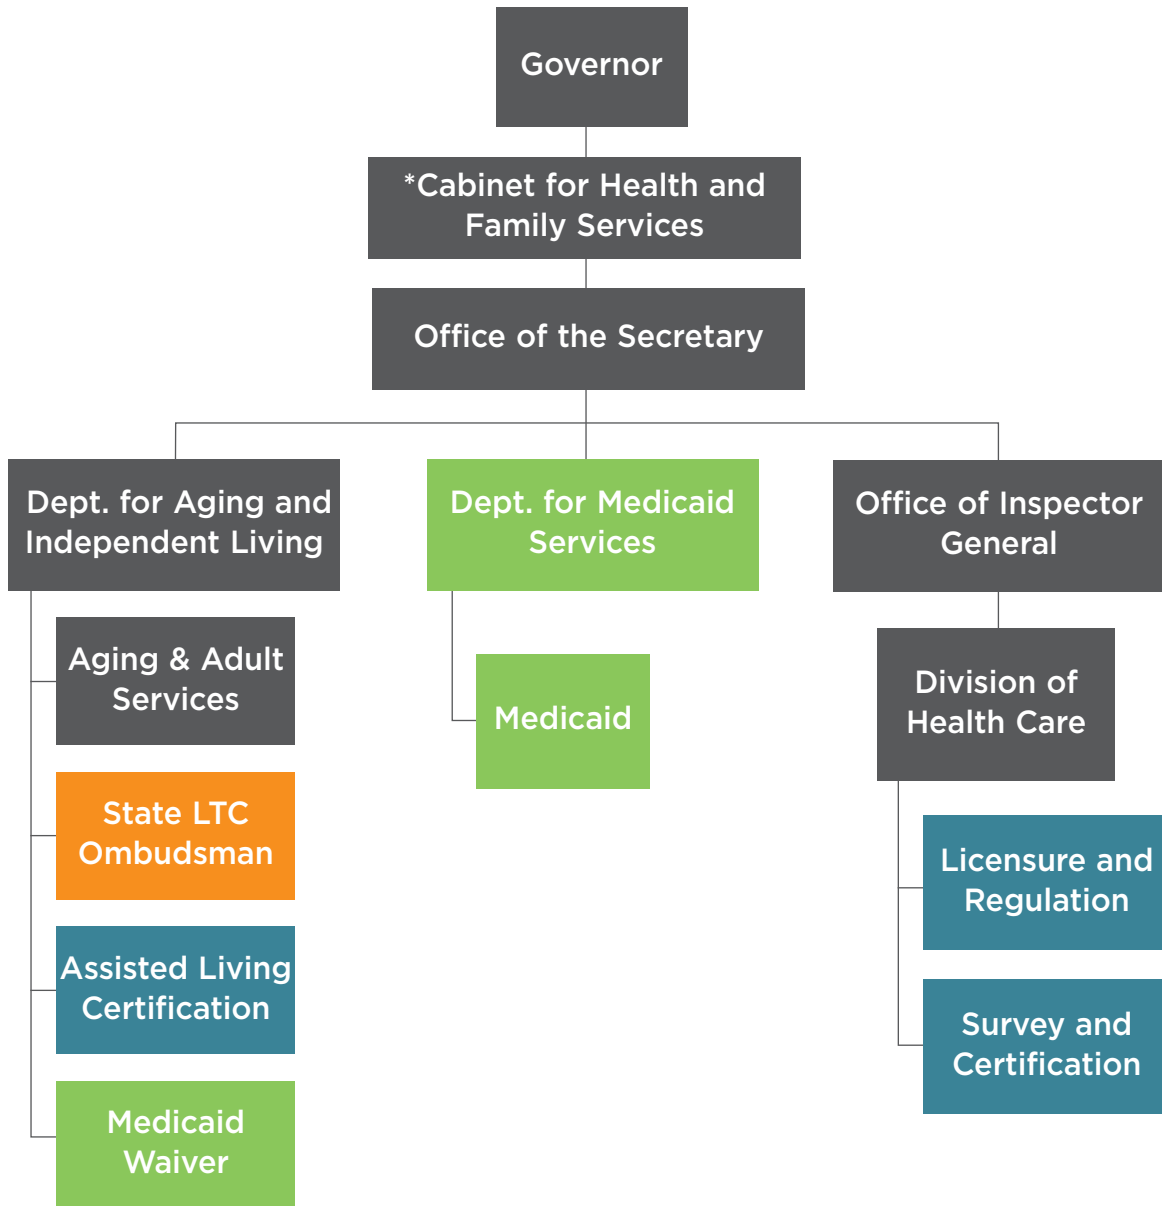 Governor
*Cabinet for Health and
Family Services
Office of the Secretary
Dept. for Aging and
Independent Living
Aging & Adult
Services
State LTC
Ombudsman
Assisted Living
Certification
Medicaid
Waiver
Dept. for Medicaid
Services
Medicaid
Office of Inspector
General
Division of
Health Care
Licensure and
Regulation
Survey and
Certification